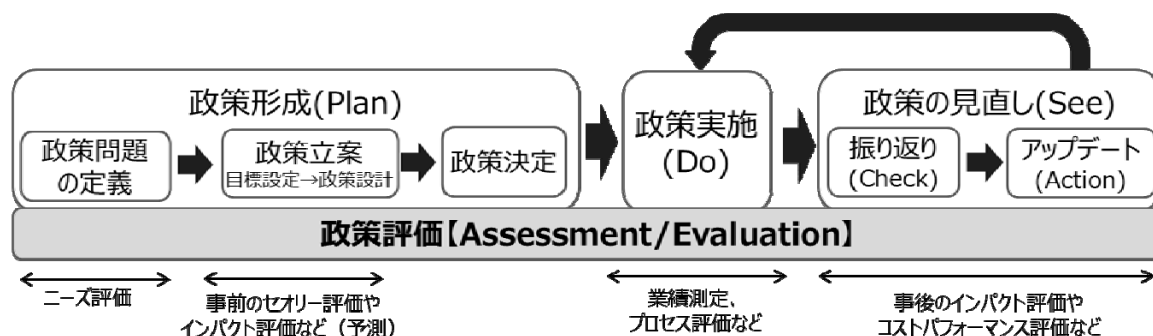 政策形成(Plan)
政策問題
の定義
政策立案
目標設定→政策設計
政策決定
政策実施
(Do)
政策の見直し(See)
振り返り
(Check)
アップデート
(Action)
政策評価【Assessment/Evaluation】
ニーズ評価
事前のセオリー評価や
インパクト評価など（予測）
業績測定、
プロセス評価など
事後のインパクト評価や
コストパフォーマンス評価など